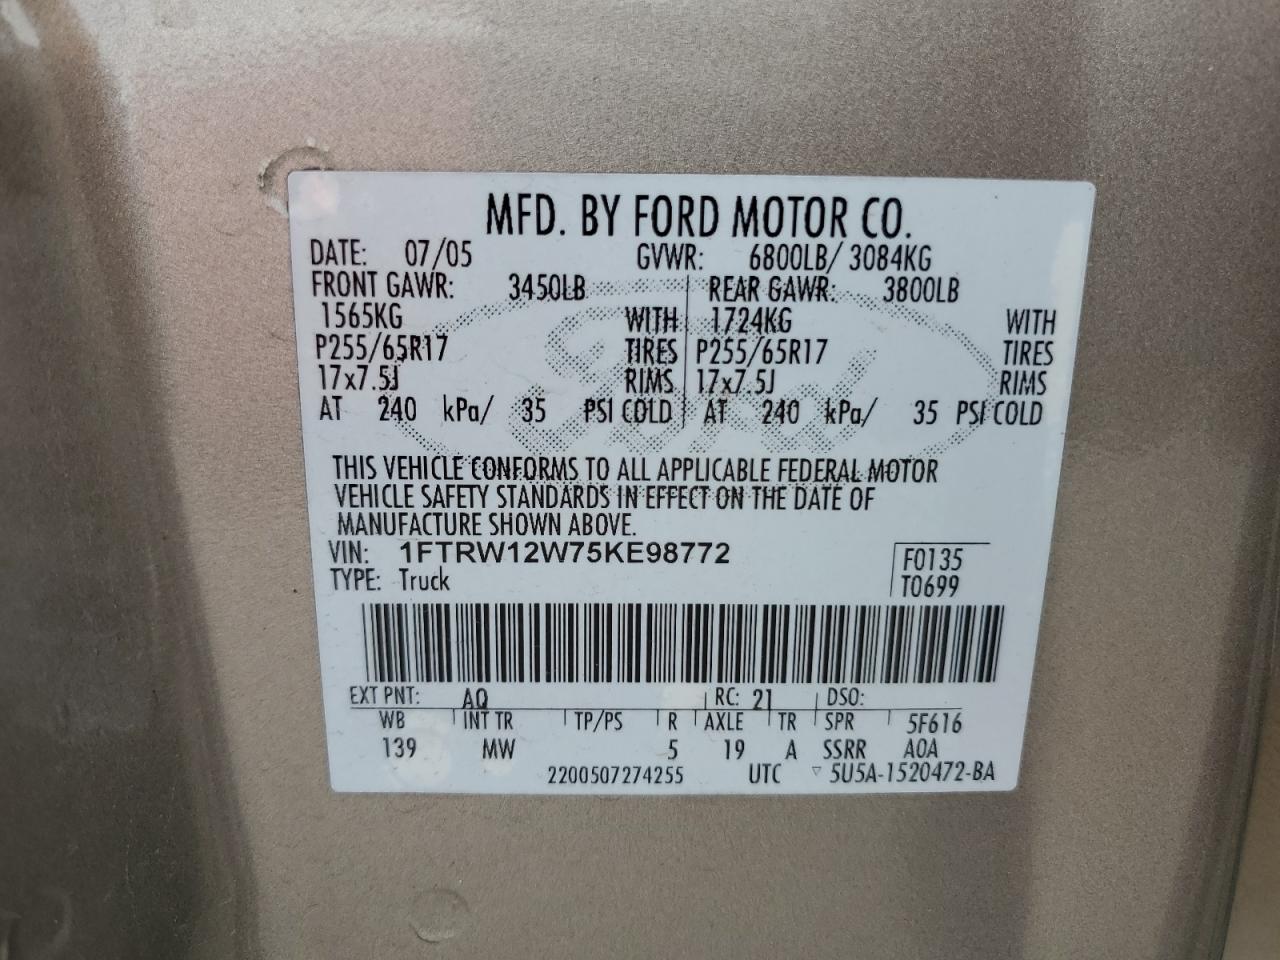 MFD. BY FORD MOTOR CO.
DATE: 07/05 GVWR: 6800LB/ 3084KG
FRONT GAWR: 3450LB REAR GAWR: 3800LB
1565KG WITH 1724KG WITH
P255/65R17 TIRES P255/65R17 TIRES
17x7.5J RIMS 17x7.5J RIMS
AT 240 kPa/ 35 PSI COLD AT 240 kPa/ 35 PSI COLD
Ford
THIS VEHICLE CONFORMS TO ALL APPLICABLE FEDERAL MOTOR
VEHICLE SAFETY STANDARDS IN EFFECT ON THE DATE OF
MANUFACTURE SHOWN ABOVE.
VIN: 1FTRW12W75KE98772 F0135
TYPE: Truck T0699
EXT PNT: AQ RC: 21 DSO:
WB INT TR TP/PS R AXLE TR SPR 5F616
139 MW 5 19 A SSRR A0A
2200507274255 UTC ▽ 5U5A-1520472-BA